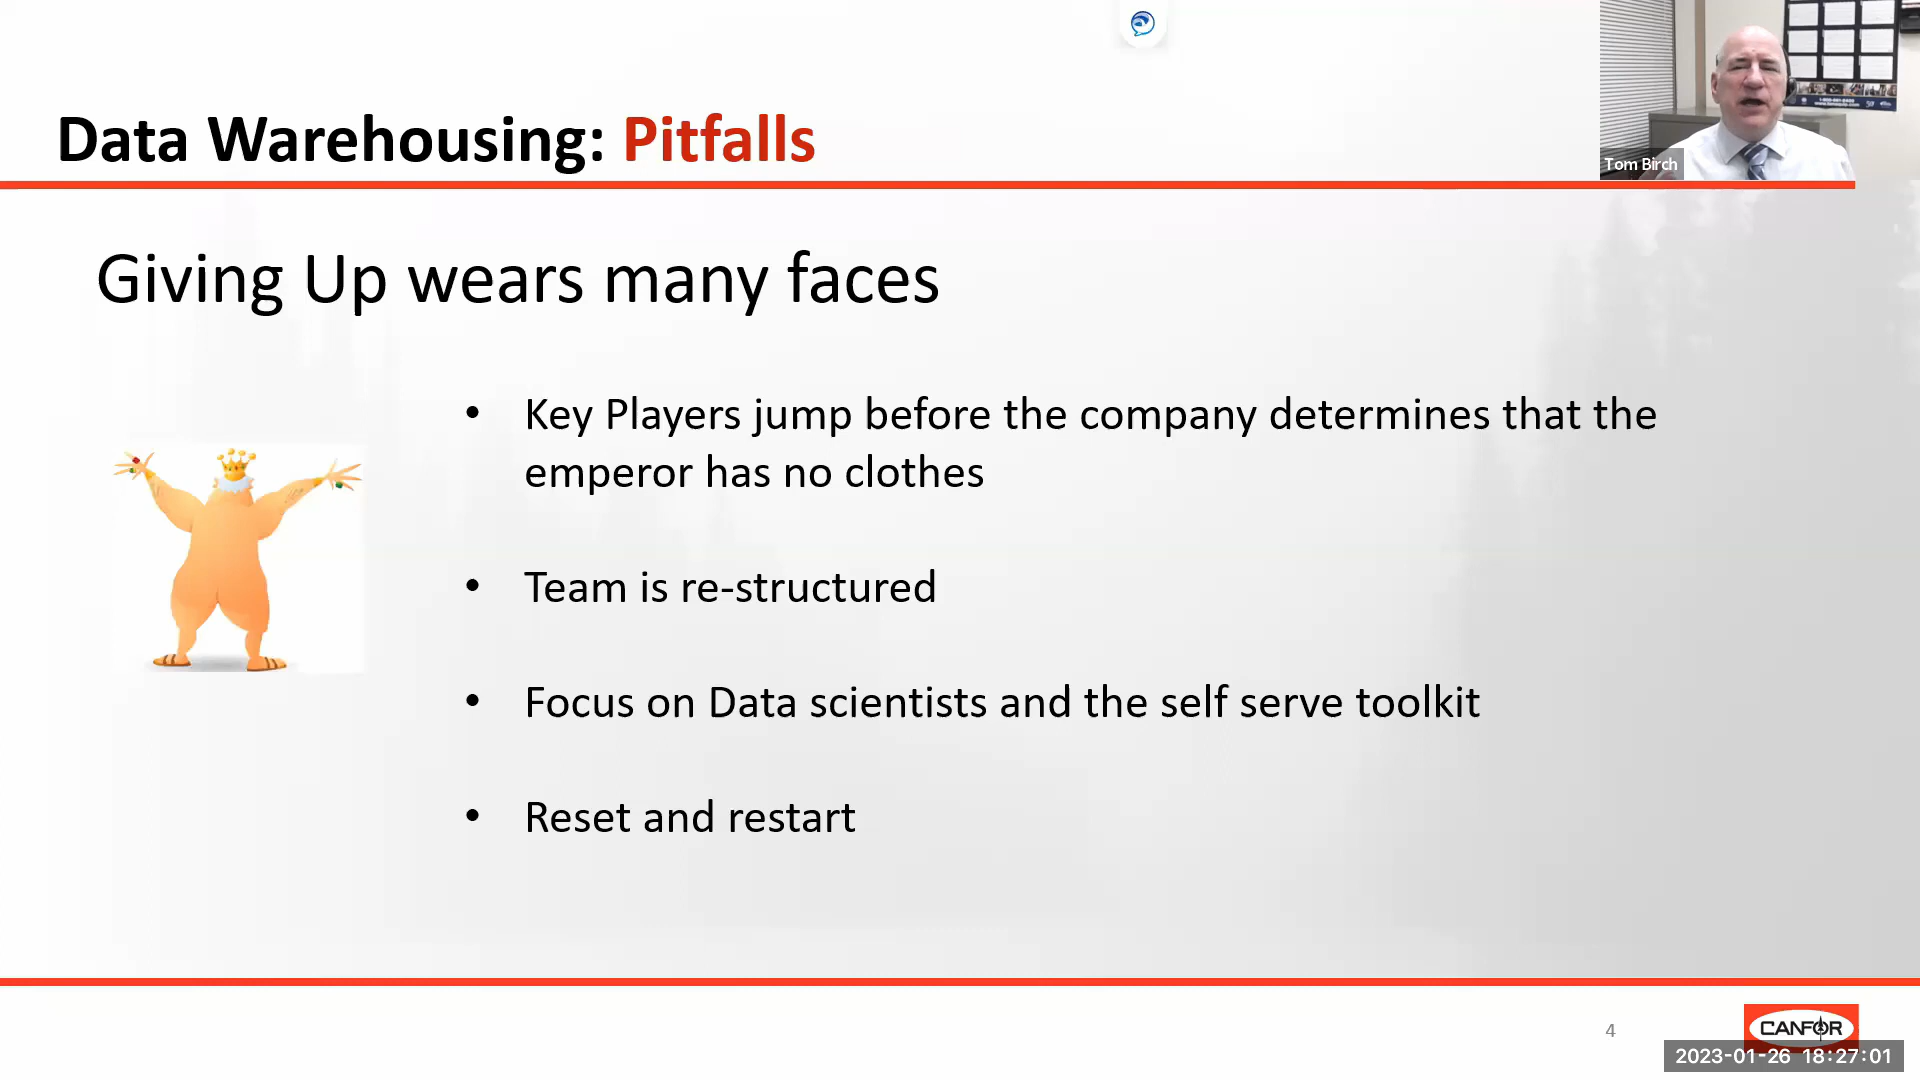 Data Warehousing: Pitfalls
Tom Birch
Giving Up wears many faces
• Key Players jump before the company determines that the
emperor has no clothes
• Team is re-structured
• Focus on Data scientists and the self serve toolkit
• Reset and restart
4
CANFOR
2023-01-26 18:27:01